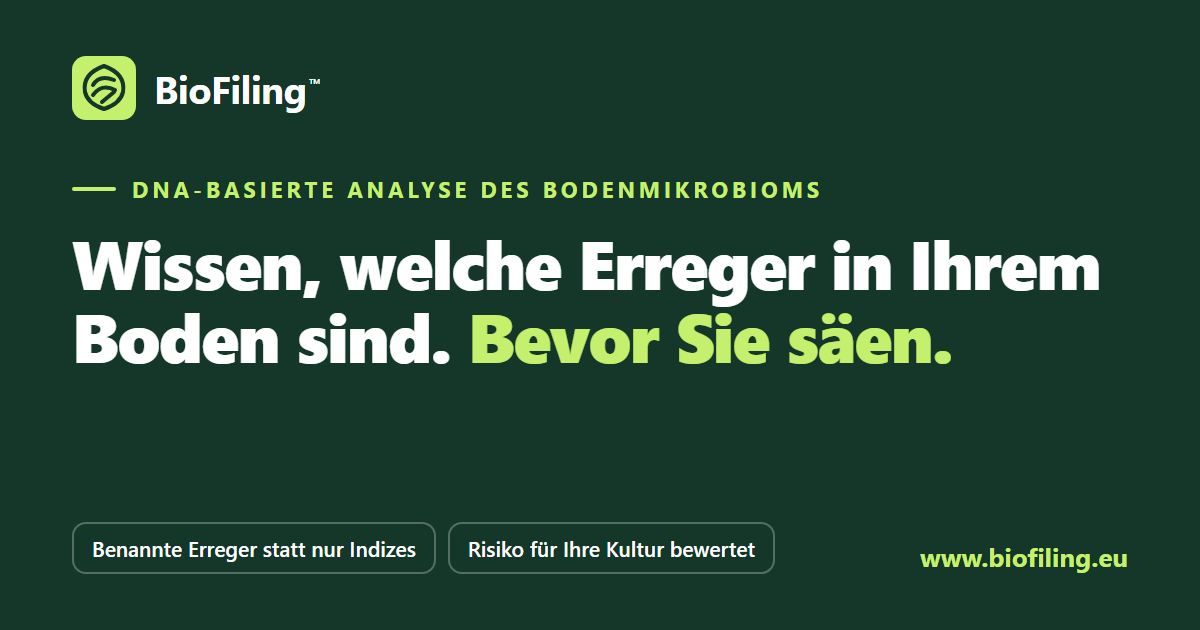 BioFiling™
DNA-BASIERTE ANALYSE DES BODENMIKROBIOMS
Wissen, welche Erreger in Ihrem
Boden sind. Bevor Sie säen.
Benannte Erreger statt nur Indizes
Risiko für Ihre Kultur bewertet
www.biofiling.eu